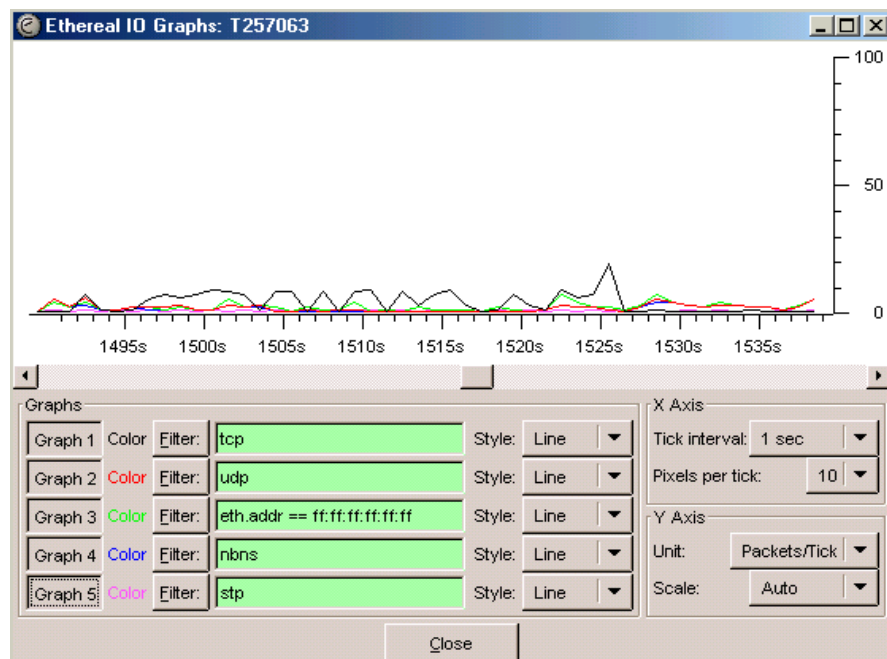 Ethereal IO Graphs: T257063
100
50
0
1495s 1500s 1505s 1510s 1515s 1520s 1525s 1530s 1535s
Graphs
Graph 1 Color Filter: tcp Style: Line
Graph 2 Color Filter: udp Style: Line
Graph 3 Color Filter: eth.addr == ff:ff:ff:ff:ff:ff Style: Line
Graph 4 Color Filter: nbns Style: Line
Graph 5 Color Filter: stp Style: Line
X Axis
Tick interval: 1 sec
Pixels per tick: 10
Y Axis
Unit: Packets/Tick
Scale: Auto
Close